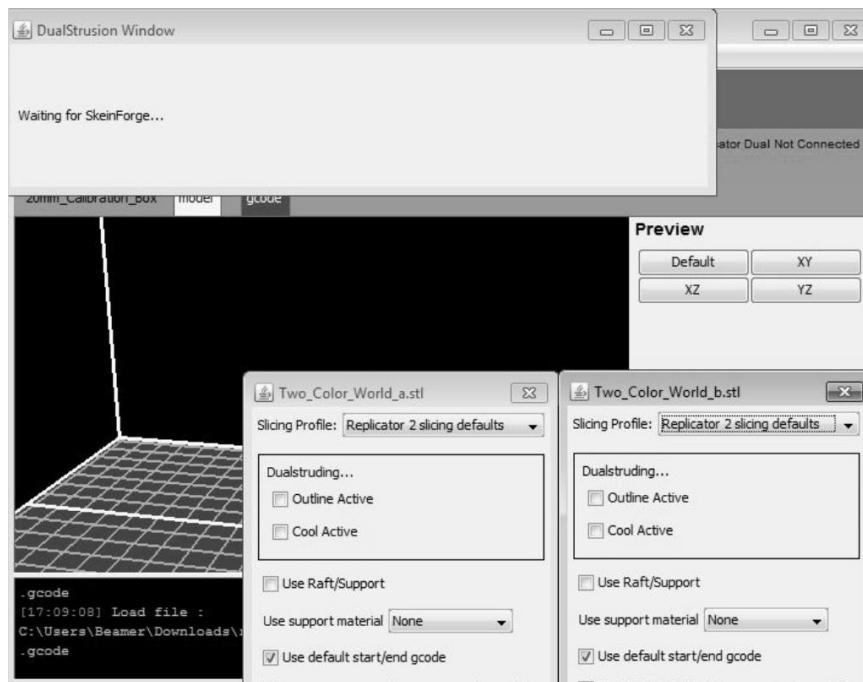 DualStrusion Window
Waiting for SkeinForge...
Dual Not Connected
20mm_Calibration_Box model gcode
Preview
Default XY
XZ YZ
Two_Color_World_a.stl
Slicing Profile: Replicator 2 slicing defaults
Dualstruding...
Outline Active
Cool Active
Use Raft/Support
Use support material None
Use default start/end gcode
Two_Color_World_b.stl
Slicing Profile: Replicator 2 slicing defaults
Dualstruding...
Outline Active
Cool Active
Use Raft/Support
Use support material None
Use default start/end gcode
.gcode
[17:09:08] Load file :
C:\Users\Beamer\Downloads\
.gcode